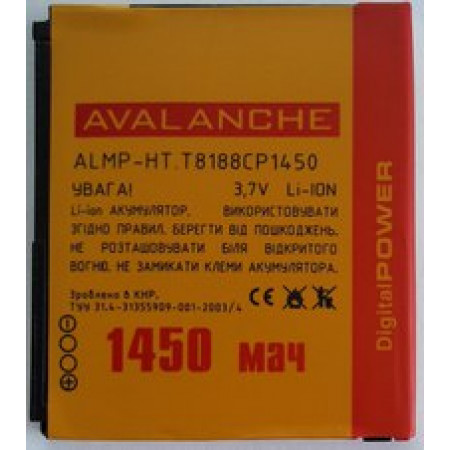 AVALANCHE
ALMP-HT.T8188CP1450
УВАГА! 3,7V Li-ION
Li-ion АКУМУЛЯТОР. ВИКОРИСТОВУВАТИ
ЗГІДНО ПРАВИЛ. БЕРЕГТИ ВІД ПОШКОДЖЕНЬ.
НЕ РОЗТАШОВУВАТИ БІЛЯ ВІДКРИТОГО
ВОГНЮ. НЕ ЗАМИКАТИ КЛЕМИ АКУМУЛЯТОРА.
Зроблено в КНР.
ТУУ 31.4-31355909-001-2003/4
CE
1450 мАч
DigitalPOWER